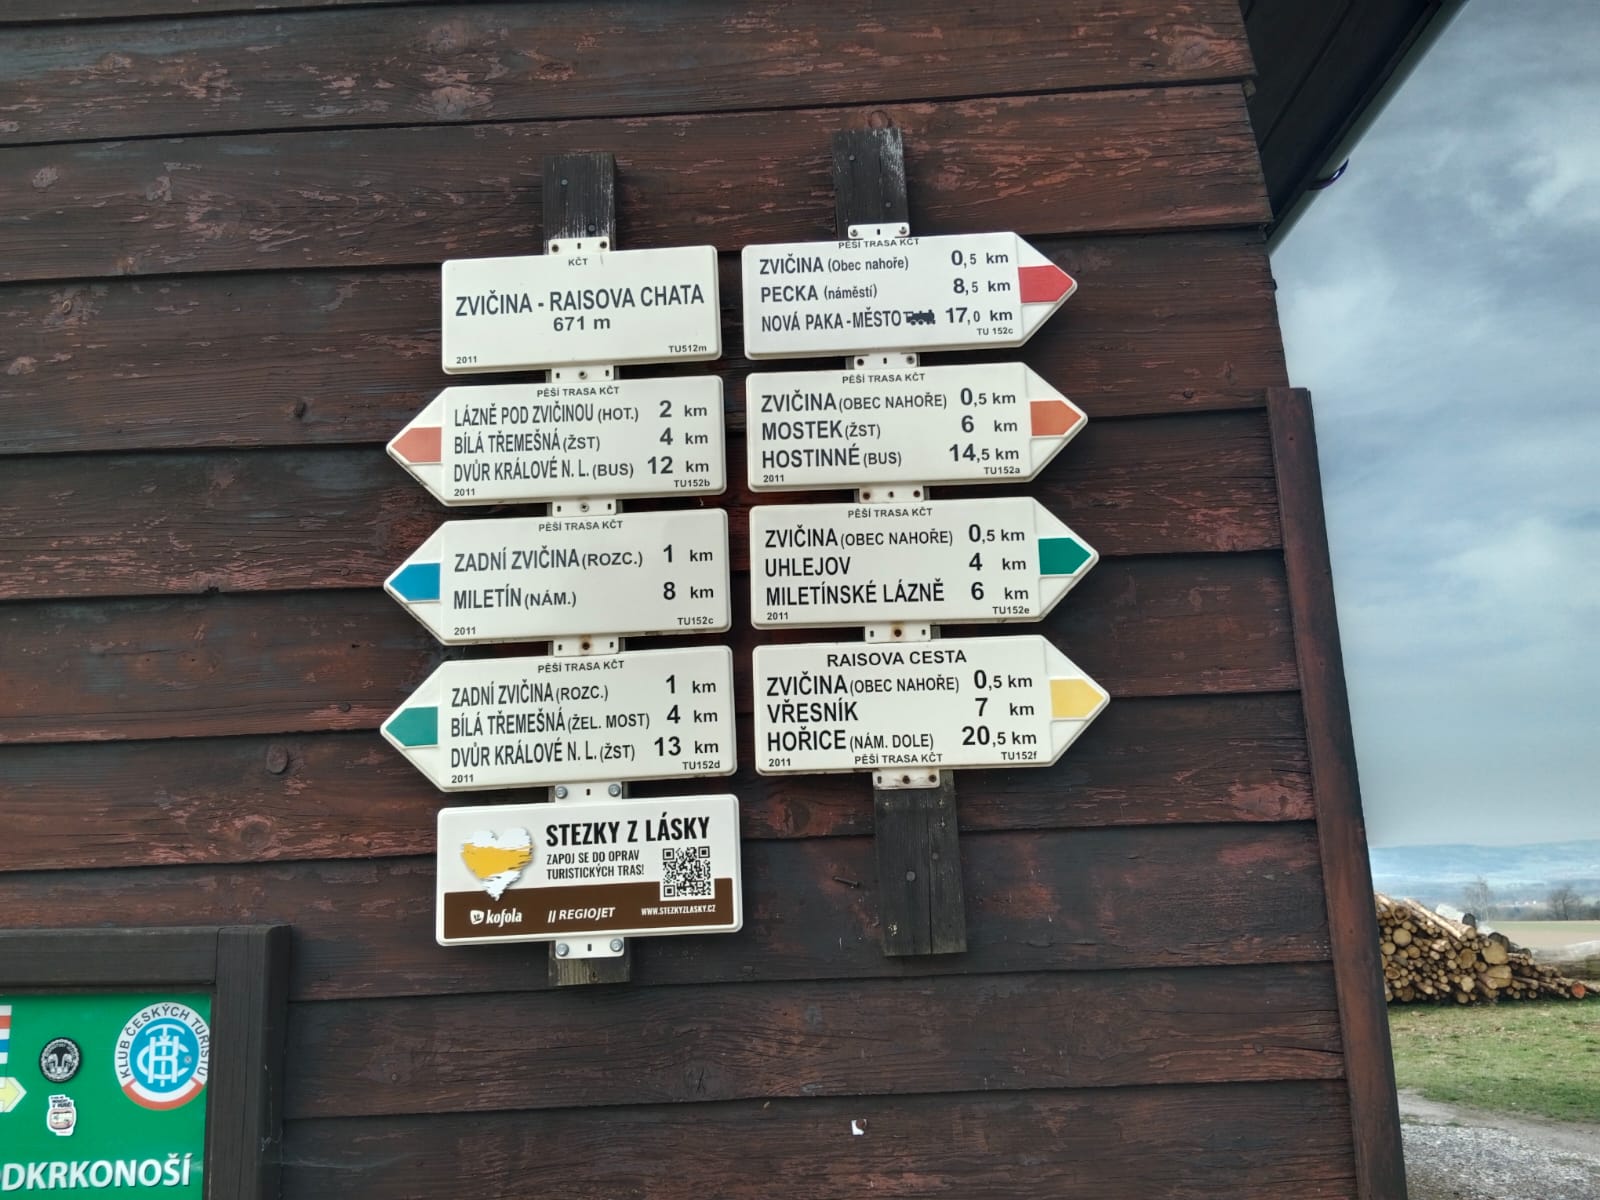 KČT
ZVIČINA - RAISOVA CHATA
671 m
2011 TU512m
PĚŠÍ TRASA KČT
LÁZNĚ POD ZVIČINOU (HOT.) 2 km
BÍLÁ TŘEMEŠNÁ (ŽST) 4 km
DVŮR KRÁLOVÉ N. L. (BUS) 12 km
2011 TU152b
PĚŠÍ TRASA KČT
ZADNÍ ZVIČINA (ROZC.) 1 km
MILETÍN (NÁM.) 8 km
2011 TU152c
PĚŠÍ TRASA KČT
ZADNÍ ZVIČINA (ROZC.) 1 km
BÍLÁ TŘEMEŠNÁ (ŽEL. MOST) 4 km
DVŮR KRÁLOVÉ N. L. (ŽST) 13 km
2011 TU152d
STEZKY Z LÁSKY
ZAPOJ SE DO OPRAV
TURISTICKÝCH TRAS!
kofola // REGIOJET WWW.STEZKYZLASKY.CZ
PĚŠÍ TRASA KČT
ZVIČINA (Obec nahoře) 0,5 km
PECKA (náměstí) 8,5 km
NOVÁ PAKA - MĚSTO 17,0 km
TU 152c
PĚŠÍ TRASA KČT
ZVIČINA (OBEC NAHOŘE) 0,5 km
MOSTEK (ŽST) 6 km
HOSTINNÉ (BUS) 14,5 km
2011 TU152a
PĚŠÍ TRASA KČT
ZVIČINA (OBEC NAHOŘE) 0,5 km
UHLEJOV 4 km
MILETÍNSKÉ LÁZNĚ 6 km
2011 TU152e
RAISOVA CESTA
ZVIČINA (OBEC NAHOŘE) 0,5 km
VŘESNÍK 7 km
HOŘICE (NÁM. DOLE) 20,5 km
2011 PĚŠÍ TRASA KČT TU152f
KLUB ČESKÝCH TURISTŮ
KČT
DKRKONOŠÍ